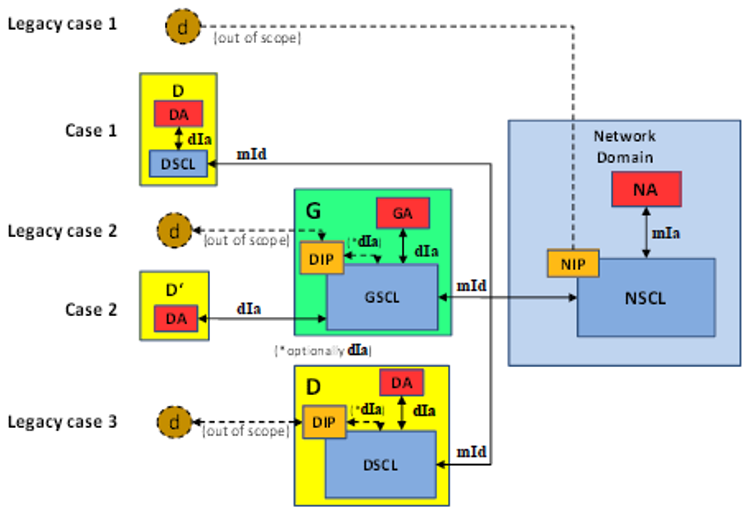 Legacy case 1
d
(out of scope)
Case 1
D
DA
dIa
DSCL
mId
Network
Domain
NA
mIa
NIP
NSCL
Legacy case 2
d
(out of scope)
G
GA
DIP
(*dIa)
dIa
GSCL
mId
Case 2
D‘
DA
dIa
(*optionally dIa)
Legacy case 3
d
(out of scope)
D
DA
DIP
(*dIa)
dIa
DSCL
mId